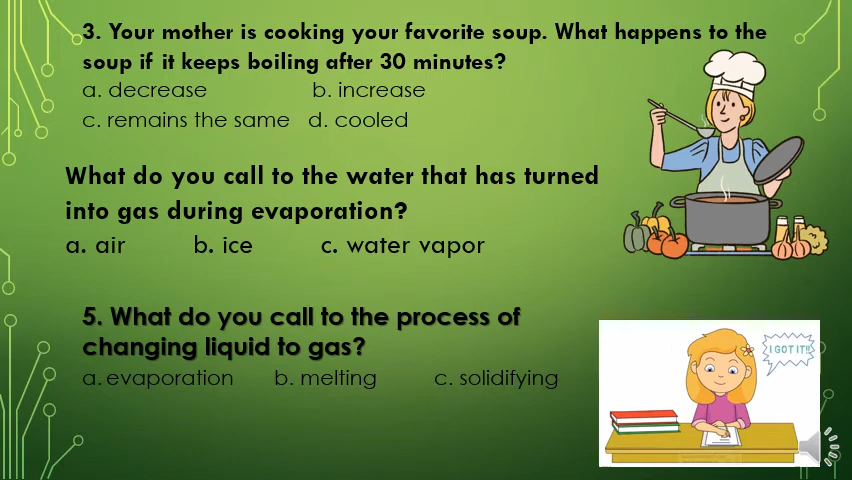 3. Your mother is cooking your favorite soup. What happens to the
soup if it keeps boiling after 30 minutes?
a. decrease b. increase
c. remains the same d. cooled
What do you call to the water that has turned
into gas during evaporation?
a. air b. ice c. water vapor
5. What do you call to the process of
changing liquid to gas?
a. evaporation b. melting c. solidifying
I GOT IT!!